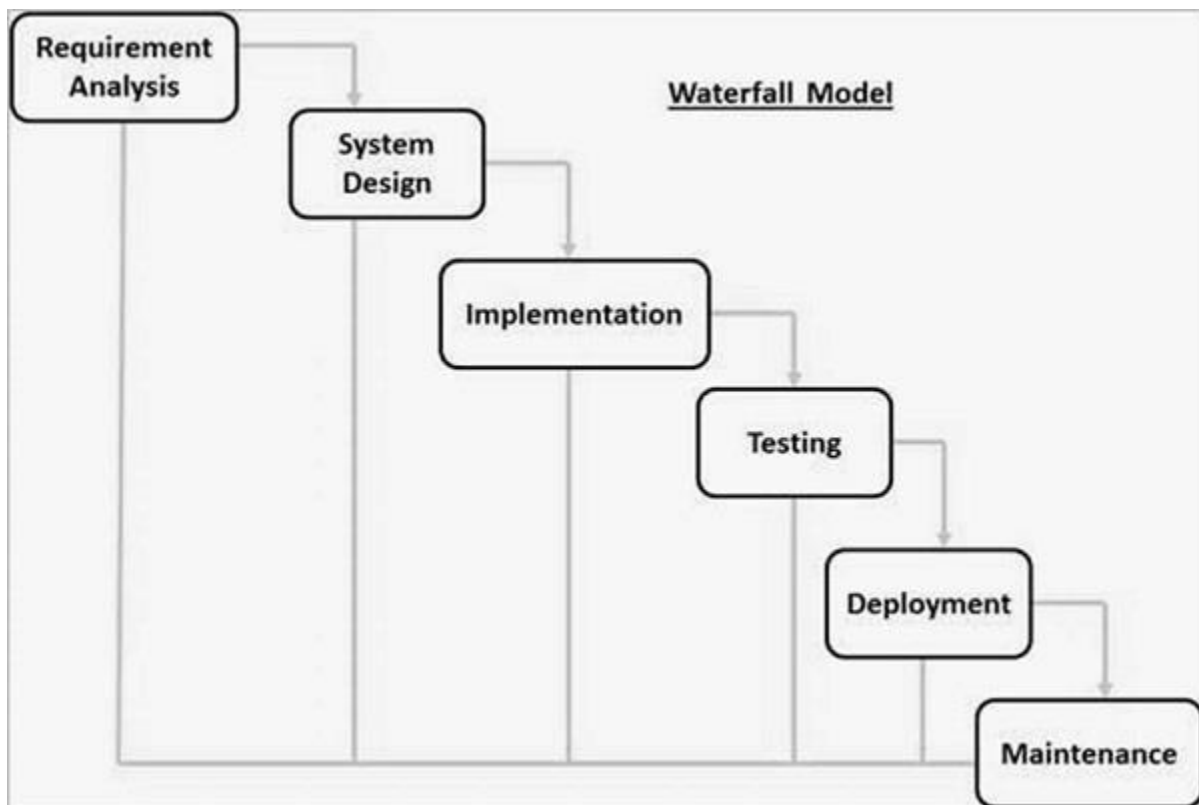 Requirement
Analysis
Waterfall Model
System
Design
Implementation
Testing
Deployment
Maintenance